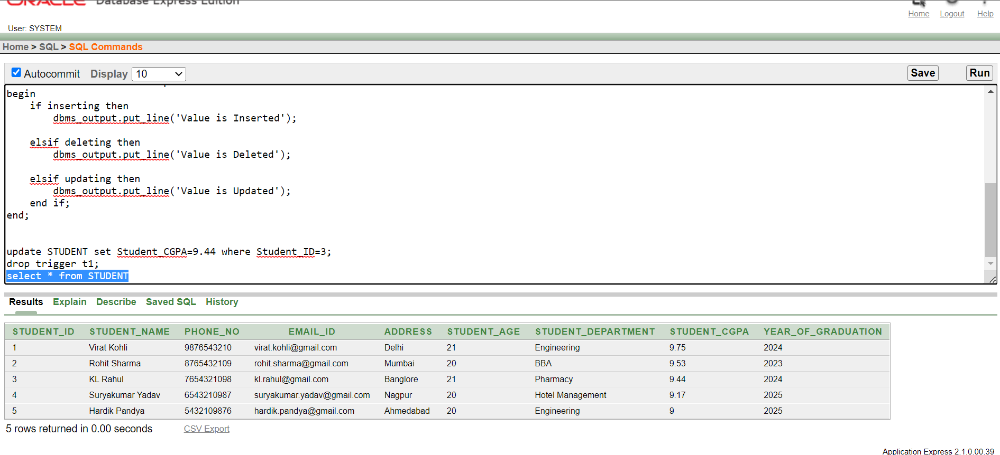 ORACLE Database Express Edition
Home Logout Help
User: SYSTEM
Home > SQL > SQL Commands
Autocommit Display 10 Save Run
begin
    if inserting then
        dbms_output.put_line('Value is Inserted');
    elsif deleting then
        dbms_output.put_line('Value is Deleted');
    elsif updating then
        dbms_output.put_line('Value is Updated');
    end if;
end;
update STUDENT set Student_CGPA=9.44 where Student_ID=3;
drop trigger t1;
select * from STUDENT
Results Explain Describe Saved SQL History
STUDENT_ID STUDENT_NAME PHONE_NO EMAIL_ID ADDRESS STUDENT_AGE STUDENT_DEPARTMENT STUDENT_CGPA YEAR_OF_GRADUATION
1 Virat Kohli 9876543210 virat.kohli@gmail.com Delhi 21 Engineering 9.75 2024
2 Rohit Sharma 8765432109 rohit.sharma@gmail.com Mumbai 20 BBA 9.53 2023
3 KL Rahul 7654321098 kl.rahul@gmail.com Banglore 21 Pharmacy 9.44 2024
4 Suryakumar Yadav 6543210987 suryakumar.yadav@gmail.com Nagpur 20 Hotel Management 9.17 2025
5 Hardik Pandya 5432109876 hardik.pandya@gmail.com Ahmedabad 20 Engineering 9 2025
5 rows returned in 0.00 seconds CSV Export
Application Express 2.1.0.00.39